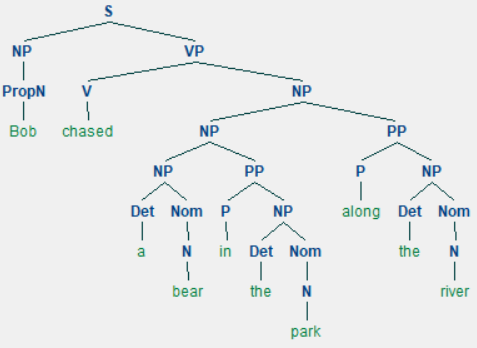 S
NP VP
PropN V NP
Bob chased NP PP
NP PP P NP
Det Nom P NP along Det Nom
a N in Det Nom the N
bear the N river
park